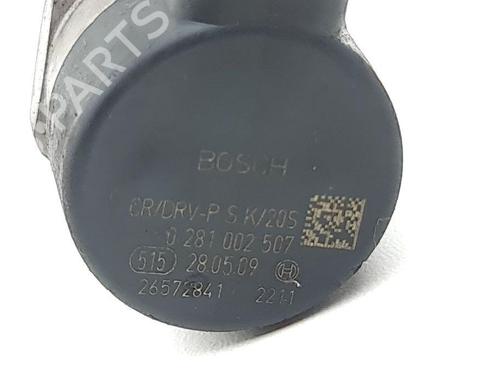 PARTS
BOSCH
CR/DRV-P S K/20S
0 281 002 507
515 28.05.09
26572841 2211